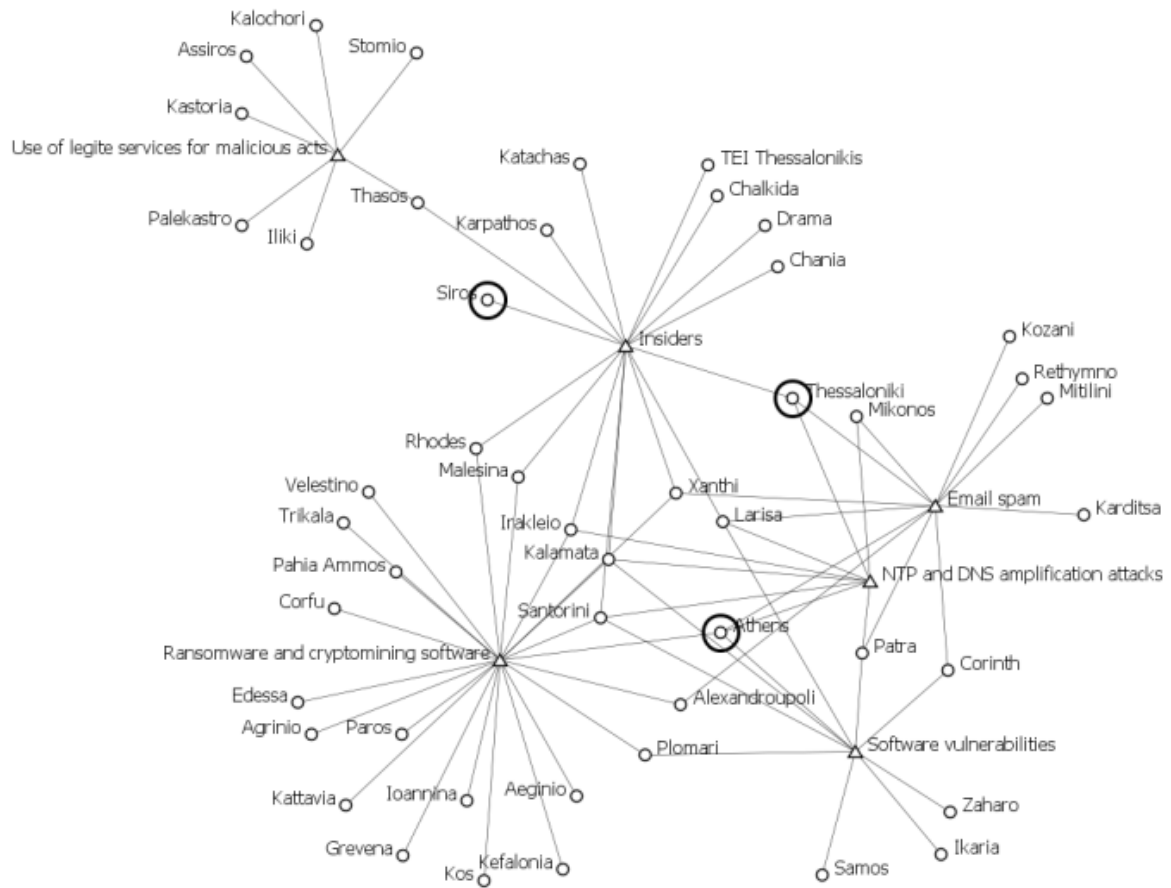 Kalochori
Assiros
Stomio
Kastoria
Use of legite services for malicious acts
Katachas
TEI Thessalonikis
Chalkida
Thasos
Palekastro
Iliki
Karpathos
Drama
Chania
Siros
Insiders
Kozani
Rethymno
Mitilini
Thessaloniki
Mikonos
Rhodes
Malesina
Velestino
Xanthi
Email spam
Karditsa
Trikala
Irakleio
Larisa
Kalamata
Pahia Ammos
NTP and DNS amplification attacks
Corfu
Santorini
Athens
Patra
Ransomware and cryptomining software
Corinth
Edessa
Alexandroupoli
Agrinio
Paros
Plomari
Software vulnerabilities
Kattavia
Ioannina
Aeginio
Zaharo
Grevena
Kefalonia
Ikaria
Kos
Samos